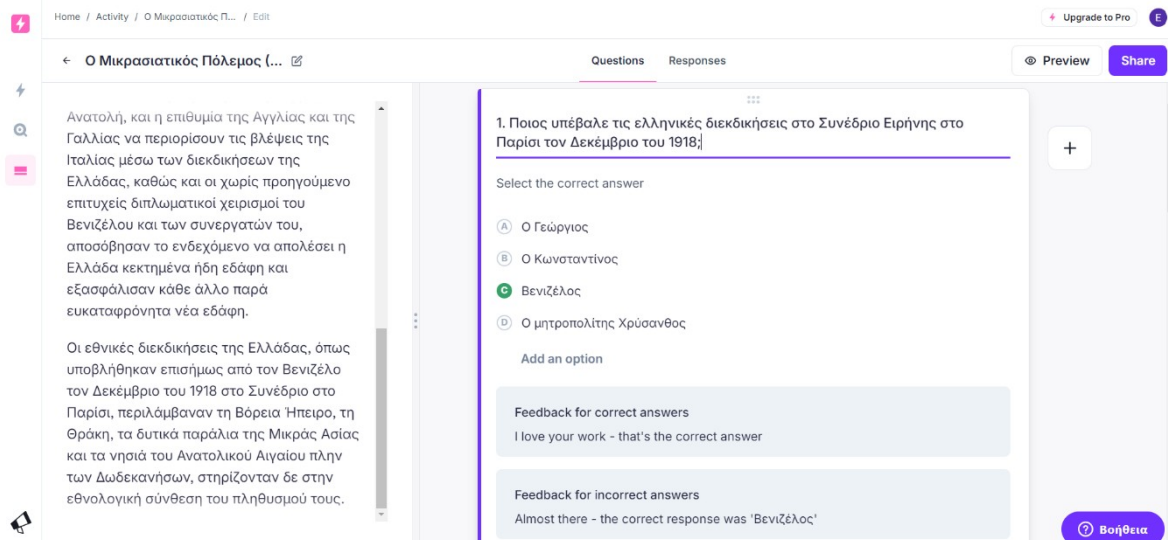 Home / Activity / Ο Μικρασιατικός Π... / Edit
Upgrade to Pro
E
Ο Μικρασιατικός Πόλεμος (...
Questions
Responses
Preview
Share
Ανατολή, και η επιθυμία της Αγγλίας και της
Γαλλίας να περιορίσουν τις βλέψεις της
Ιταλίας μέσω των διεκδικήσεων της
Ελλάδας, καθώς και οι χωρίς προηγούμενο
επιτυχείς διπλωματικοί χειρισμοί του
Βενιζέλου και των συνεργατών του,
αποσόβησαν το ενδεχόμενο να απολέσει η
Ελλάδα κεκτημένα ήδη εδάφη και
εξασφάλισαν κάθε άλλο παρά
ευκαταφρόνητα νέα εδάφη.
Οι εθνικές διεκδικήσεις της Ελλάδας, όπως
υποβλήθηκαν επισήμως από τον Βενιζέλο
τον Δεκέμβριο του 1918 στο Συνέδριο στο
Παρίσι, περιλάμβαναν τη Βόρεια Ήπειρο, τη
Θράκη, τα δυτικά παράλια της Μικράς Ασίας
και τα νησιά του Ανατολικού Αιγαίου πλην
των Δωδεκανήσων, στηρίζονταν δε στην
εθνολογική σύνθεση του πληθυσμού τους.
1. Ποιος υπέβαλε τις ελληνικές διεκδικήσεις στο Συνέδριο Ειρήνης στο
Παρίσι τον Δεκέμβριο του 1918;
Select the correct answer
A Ο Γεώργιος
B Ο Κωνσταντίνος
C Βενιζέλος
D Ο μητροπολίτης Χρύσανθος
Add an option
Feedback for correct answers
I love your work - that's the correct answer
Feedback for incorrect answers
Almost there - the correct response was 'Βενιζέλος'
Βοήθεια